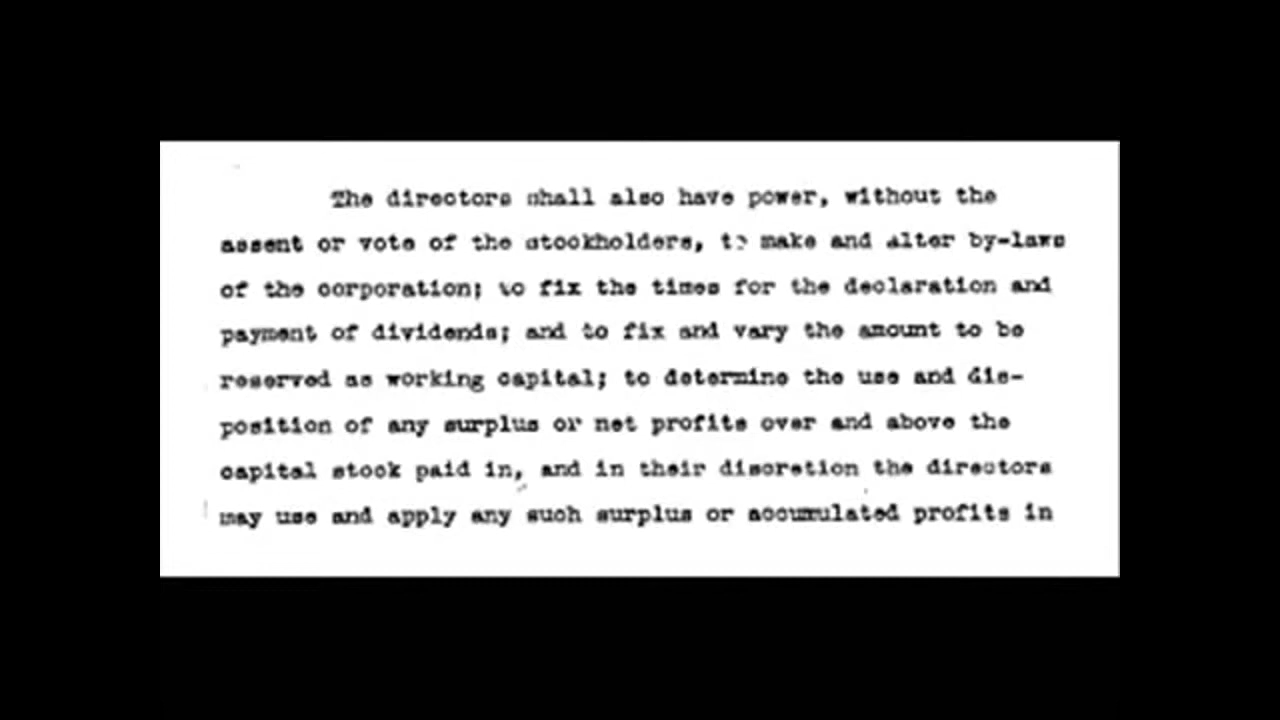 The directors shall also have power, without the
assent or vote of the stockholders, to make and alter by-laws
of the corporation; to fix the times for the declaration and
payment of dividends; and to fix and vary the amount to be
reserved as working capital; to determine the use and dis-
position of any surplus or net profits over and above the
capital stock paid in, and in their discretion the directors
may use and apply any such surplus or accumulated profits in